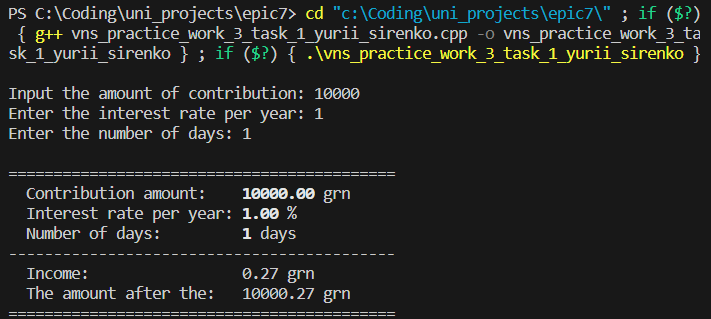 PS C:\Coding\uni_projects\epic7> cd "c:\Coding\uni_projects\epic7\" ; if ($?)
 { g++ vns_practice_work_3_task_1_yurii_sirenko.cpp -o vns_practice_work_3_ta
sk_1_yurii_sirenko } ; if ($?) { .\vns_practice_work_3_task_1_yurii_sirenko }
Input the amount of contribution: 10000
Enter the interest rate per year: 1
Enter the number of days: 1
===========================================
  Contribution amount:    10000.00 grn
  Interest rate per year: 1.00 %
  Number of days:         1 days
-------------------------------------------
  Income:                 0.27 grn
  The amount after the:   10000.27 grn
===========================================